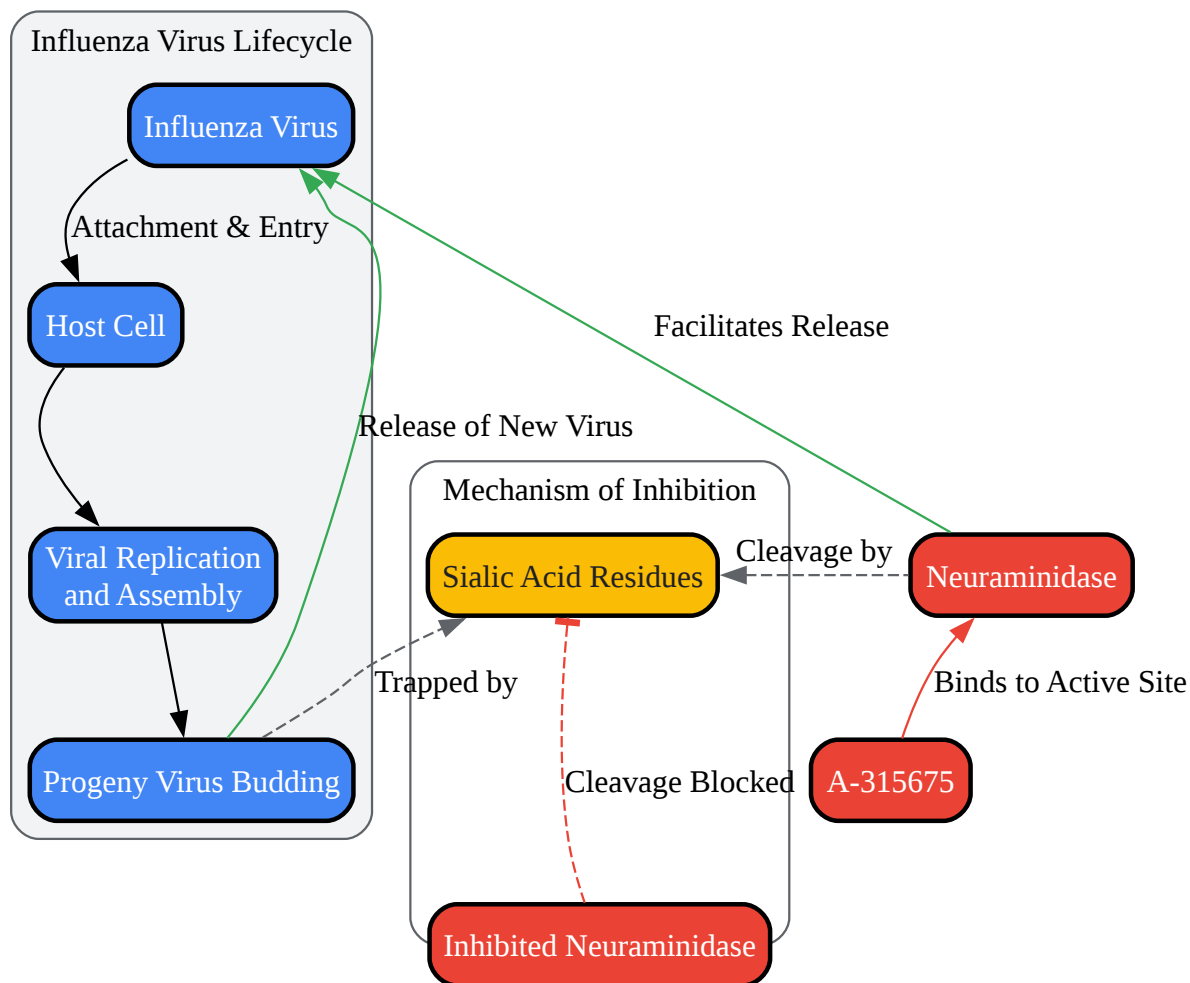 Influenza Virus Lifecycle
Influenza Virus
Attachment & Entry
Host Cell
Facilitates Release
Release of New Virus
Mechanism of Inhibition
Viral Replication
and Assembly
Sialic Acid Residues
Cleavage by
Neuraminidase
Trapped by
Binds to Active Site
Progeny Virus Budding
Cleavage Blocked
A-315675
Inhibited Neuraminidase